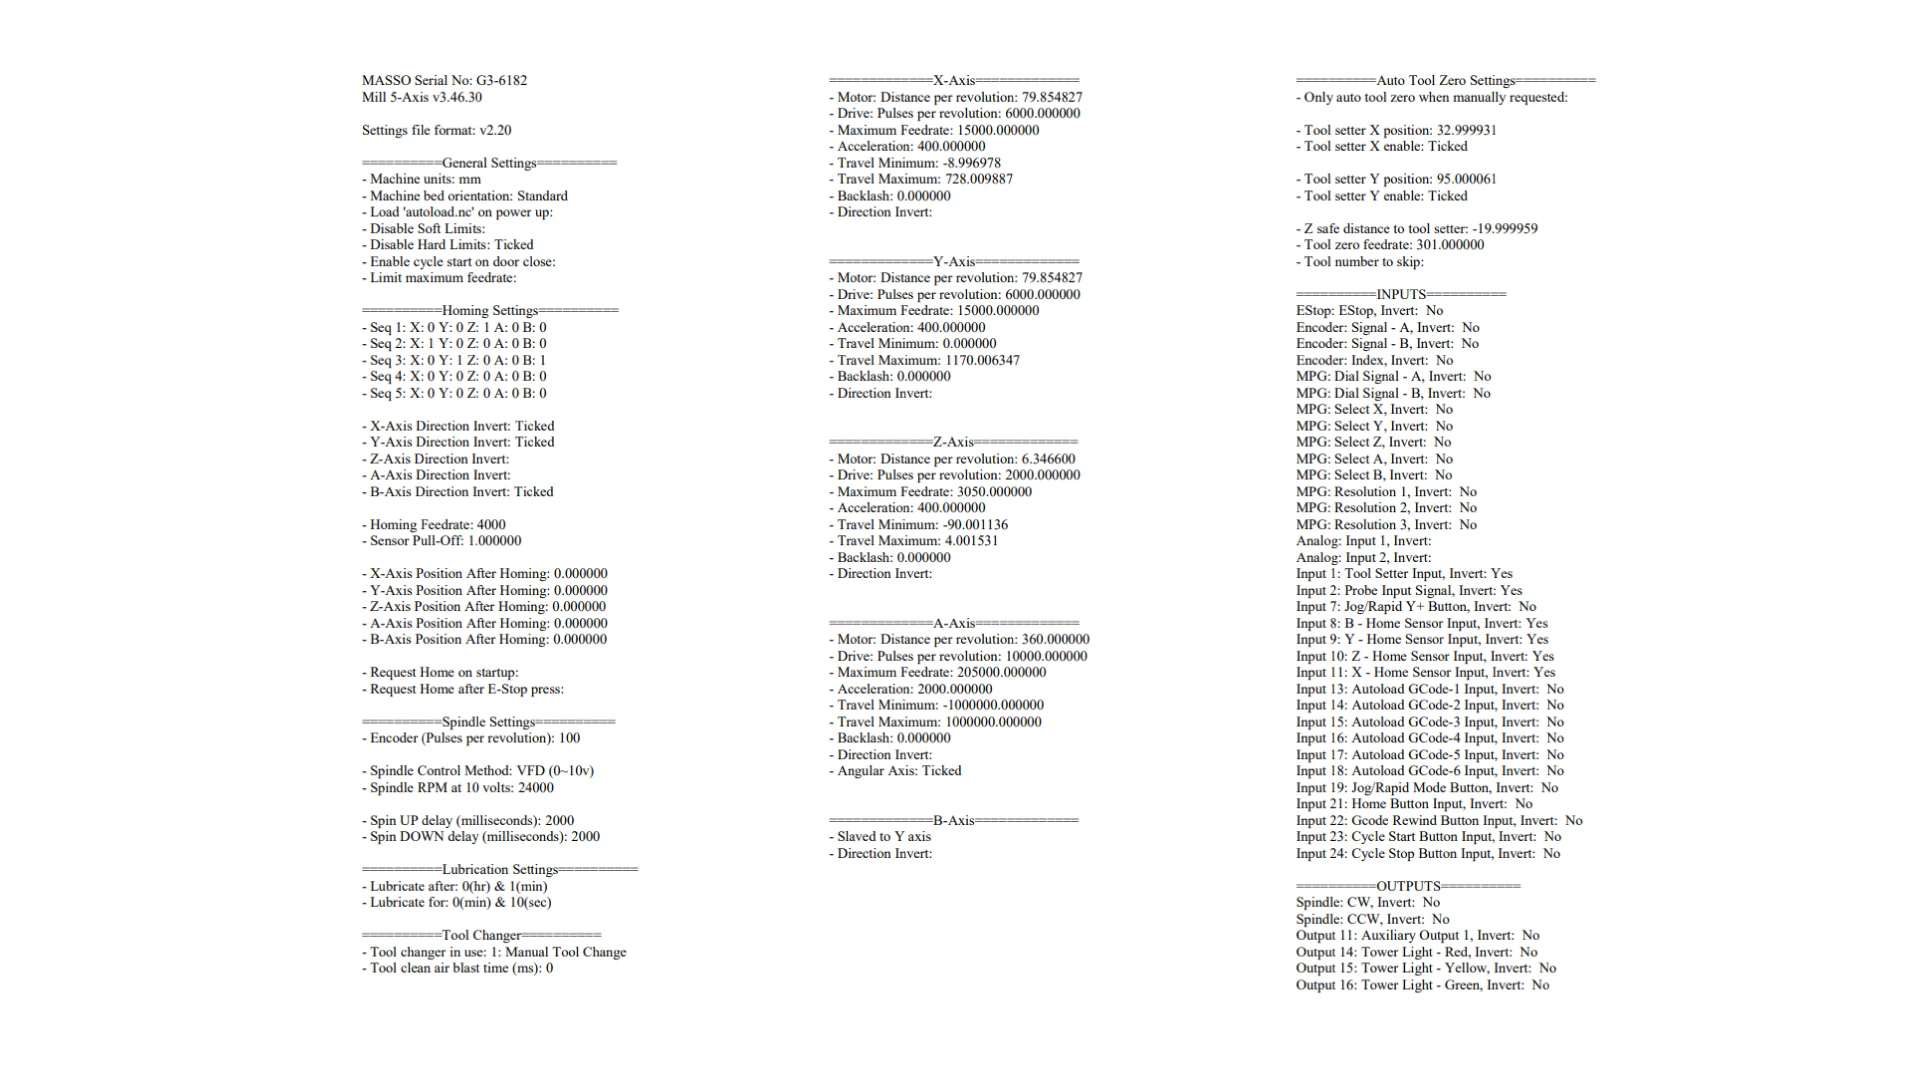 MASSO Serial No: G3-6182
Mill 5-Axis v3.46.30
Settings file format: v2.20
==========General Settings==========
- Machine units: mm
- Machine bed orientation: Standard
- Load 'autoload.nc' on power up:
- Disable Soft Limits:
- Disable Hard Limits: Ticked
- Enable cycle start on door close:
- Limit maximum feedrate:
==========Homing Settings==========
- Seq 1: X: 0 Y: 0 Z: 1 A: 0 B: 0
- Seq 2: X: 1 Y: 0 Z: 0 A: 0 B: 0
- Seq 3: X: 0 Y: 1 Z: 0 A: 0 B: 1
- Seq 4: X: 0 Y: 0 Z: 0 A: 0 B: 0
- Seq 5: X: 0 Y: 0 Z: 0 A: 0 B: 0
- X-Axis Direction Invert: Ticked
- Y-Axis Direction Invert: Ticked
- Z-Axis Direction Invert:
- A-Axis Direction Invert:
- B-Axis Direction Invert: Ticked
- Homing Feedrate: 4000
- Sensor Pull-Off: 1.000000
- X-Axis Position After Homing: 0.000000
- Y-Axis Position After Homing: 0.000000
- Z-Axis Position After Homing: 0.000000
- A-Axis Position After Homing: 0.000000
- B-Axis Position After Homing: 0.000000
- Request Home on startup:
- Request Home after E-Stop press:
==========Spindle Settings==========
- Encoder (Pulses per revolution): 100
- Spindle Control Method: VFD (0~10v)
- Spindle RPM at 10 volts: 24000
- Spin UP delay (milliseconds): 2000
- Spin DOWN delay (milliseconds): 2000
==========Lubrication Settings==========
- Lubricate after: 0(hr) & 1(min)
- Lubricate for: 0(min) & 10(sec)
==========Tool Changer==========
- Tool changer in use: 1: Manual Tool Change
- Tool clean air blast time (ms): 0
=============X-Axis=============
- Motor: Distance per revolution: 79.854827
- Drive: Pulses per revolution: 6000.000000
- Maximum Feedrate: 15000.000000
- Acceleration: 400.000000
- Travel Minimum: -8.996978
- Travel Maximum: 728.009887
- Backlash: 0.000000
- Direction Invert:
=============Y-Axis=============
- Motor: Distance per revolution: 79.854827
- Drive: Pulses per revolution: 6000.000000
- Maximum Feedrate: 15000.000000
- Acceleration: 400.000000
- Travel Minimum: 0.000000
- Travel Maximum: 1170.006347
- Backlash: 0.000000
- Direction Invert:
=============Z-Axis=============
- Motor: Distance per revolution: 6.346600
- Drive: Pulses per revolution: 2000.000000
- Maximum Feedrate: 3050.000000
- Acceleration: 400.000000
- Travel Minimum: -90.001136
- Travel Maximum: 4.001531
- Backlash: 0.000000
- Direction Invert:
=============A-Axis=============
- Motor: Distance per revolution: 360.000000
- Drive: Pulses per revolution: 10000.000000
- Maximum Feedrate: 205000.000000
- Acceleration: 2000.000000
- Travel Minimum: -1000000.000000
- Travel Maximum: 1000000.000000
- Backlash: 0.000000
- Direction Invert:
- Angular Axis: Ticked
=============B-Axis=============
- Slaved to Y axis
- Direction Invert:
==========Auto Tool Zero Settings==========
- Only auto tool zero when manually requested:
- Tool setter X position: 32.999931
- Tool setter X enable: Ticked
- Tool setter Y position: 95.000061
- Tool setter Y enable: Ticked
- Z safe distance to tool setter: -19.999959
- Tool zero feedrate: 301.000000
- Tool number to skip:
==========INPUTS==========
EStop: EStop, Invert: No
Encoder: Signal - A, Invert: No
Encoder: Signal - B, Invert: No
Encoder: Index, Invert: No
MPG: Dial Signal - A, Invert: No
MPG: Dial Signal - B, Invert: No
MPG: Select X, Invert: No
MPG: Select Y, Invert: No
MPG: Select Z, Invert: No
MPG: Select A, Invert: No
MPG: Select B, Invert: No
MPG: Resolution 1, Invert: No
MPG: Resolution 2, Invert: No
MPG: Resolution 3, Invert: No
Analog: Input 1, Invert:
Analog: Input 2, Invert:
Input 1: Tool Setter Input, Invert: Yes
Input 2: Probe Input Signal, Invert: Yes
Input 7: Jog/Rapid Y+ Button, Invert: No
Input 8: B - Home Sensor Input, Invert: Yes
Input 9: Y - Home Sensor Input, Invert: Yes
Input 10: Z - Home Sensor Input, Invert: Yes
Input 11: X - Home Sensor Input, Invert: Yes
Input 13: Autoload GCode-1 Input, Invert: No
Input 14: Autoload GCode-2 Input, Invert: No
Input 15: Autoload GCode-3 Input, Invert: No
Input 16: Autoload GCode-4 Input, Invert: No
Input 17: Autoload GCode-5 Input, Invert: No
Input 18: Autoload GCode-6 Input, Invert: No
Input 19: Jog/Rapid Mode Button, Invert: No
Input 21: Home Button Input, Invert: No
Input 22: Gcode Rewind Button Input, Invert: No
Input 23: Cycle Start Button Input, Invert: No
Input 24: Cycle Stop Button Input, Invert: No
==========OUTPUTS==========
Spindle: CW, Invert: No
Spindle: CCW, Invert: No
Output 11: Auxiliary Output 1, Invert: No
Output 14: Tower Light - Red, Invert: No
Output 15: Tower Light - Yellow, Invert: No
Output 16: Tower Light - Green, Invert: No